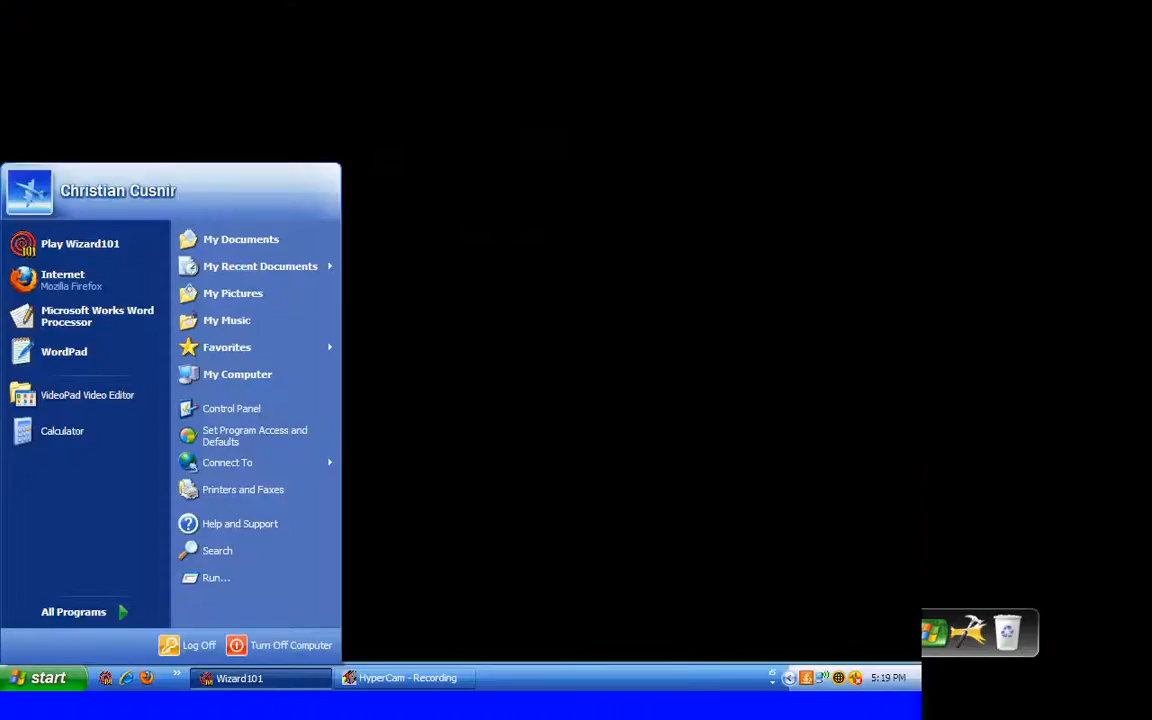 Christian Cusnir
Play Wizard101
Internet
Mozilla Firefox
Microsoft Works Word
Processor
WordPad
VideoPad Video Editor
Calculator
All Programs
My Documents
My Recent Documents
My Pictures
My Music
Favorites
My Computer
Control Panel
Set Program Access and
Defaults
Connect To
Printers and Faxes
Help and Support
Search
Run...
Log Off
Turn Off Computer
start
Wizard101
HyperCam - Recording
5:19 PM